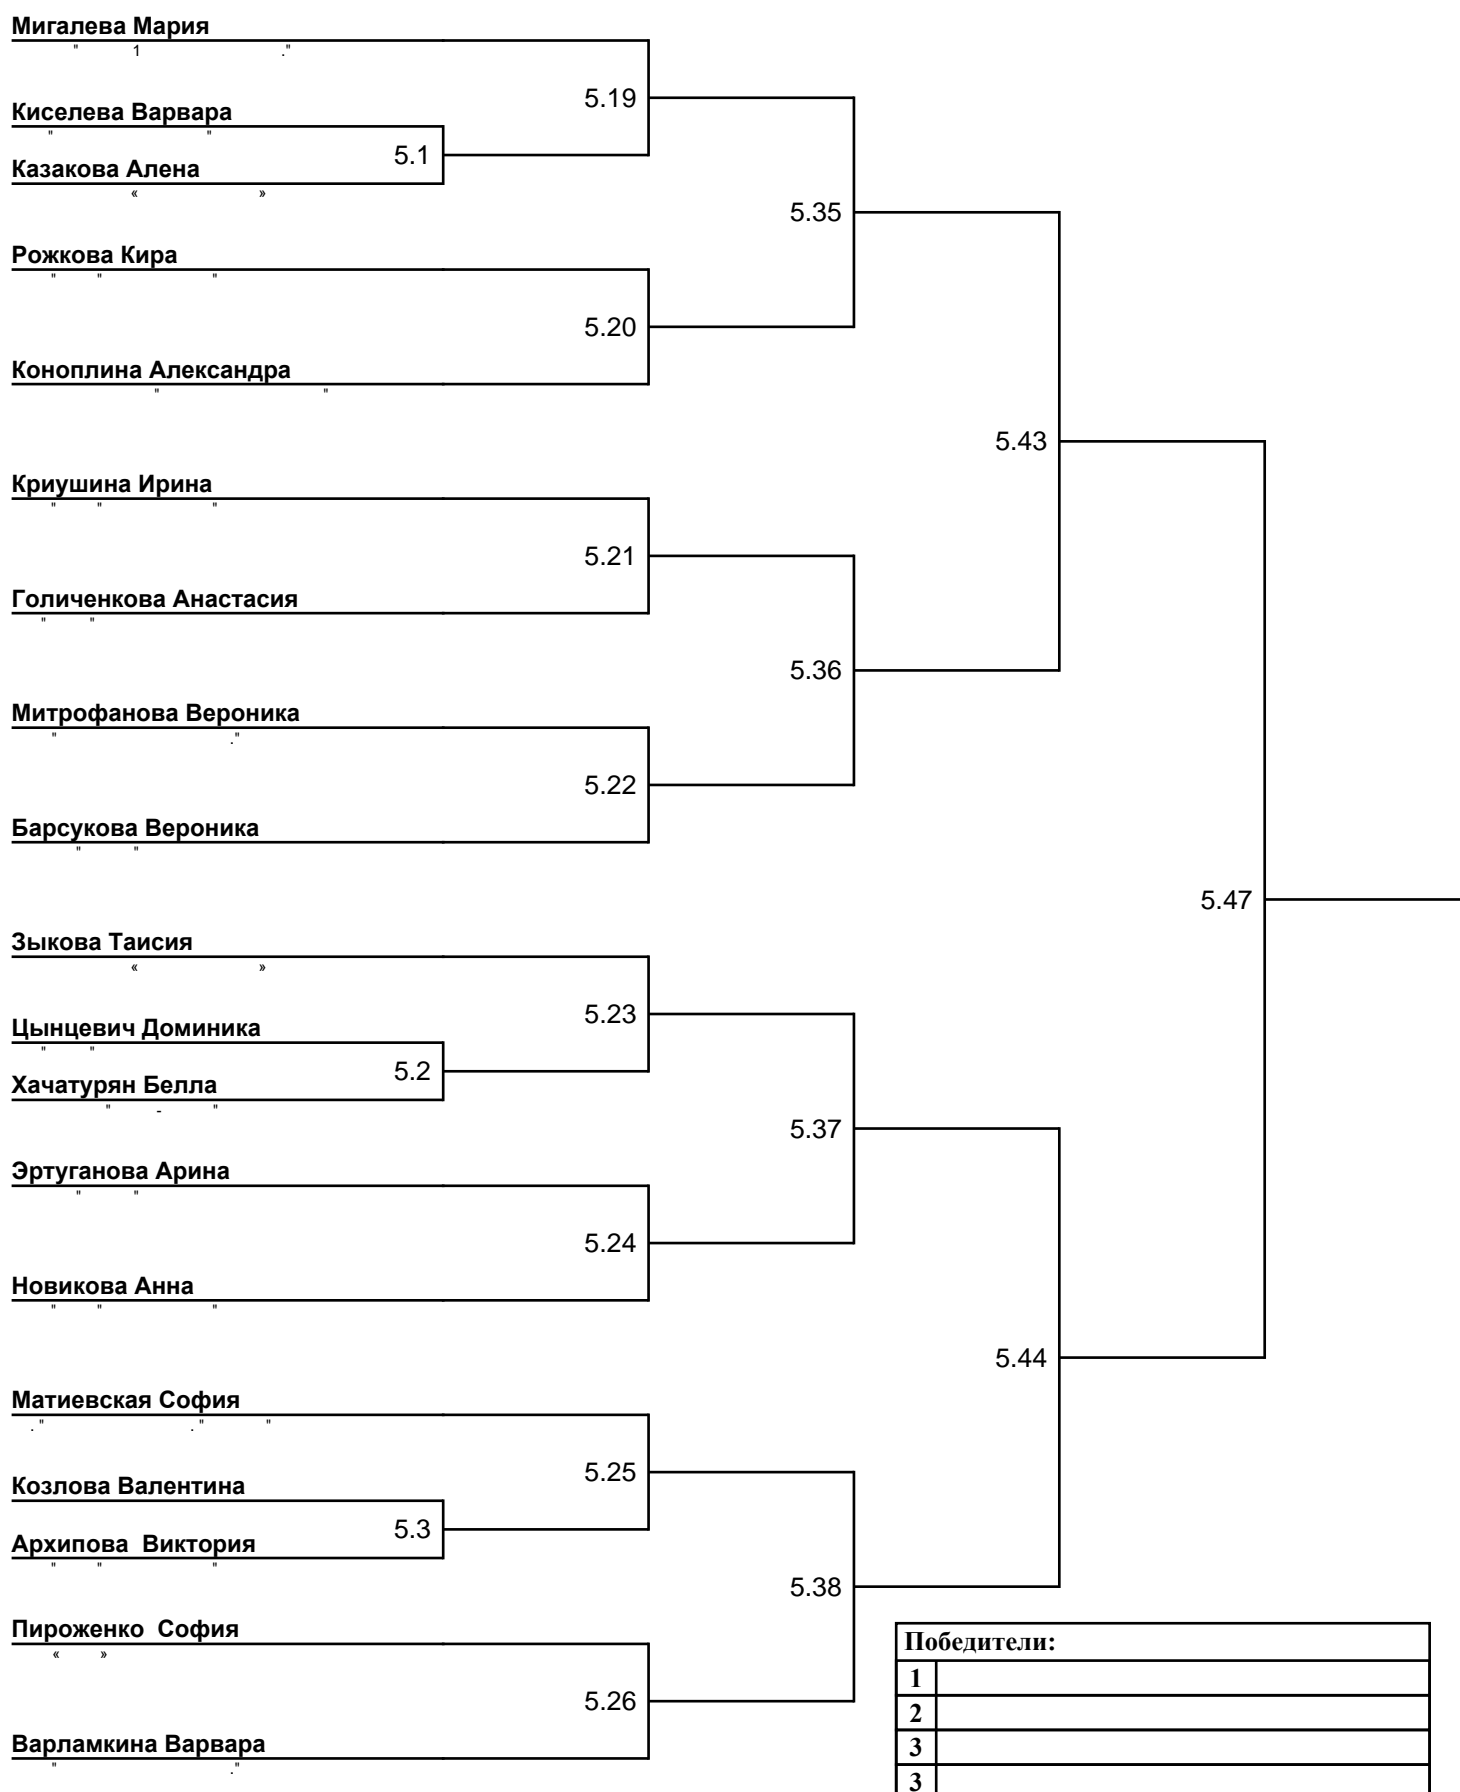 Мигалева Мария
" 1 ."
5.19
Киселева Варвара
" "
5.1
Казакова Алена
« »
5.35
Рожкова Кира
" " "
5.20
Коноплина Александра
" "
5.43
Криушина Ирина
" " "
5.21
Голиченкова Анастасия
" "
5.36
Митрофанова Вероника
" ."
5.22
Барсукова Вероника
" "
5.47
Зыкова Таисия
« »
5.23
Цынцевич Доминика
" "
5.2
Хачатурян Белла
" - "
5.37
Эртуганова Арина
" "
5.24
Новикова Анна
" " "
5.44
Матиевская София
. " . " "
5.25
Козлова Валентина
5.3
Архипова Виктория
" " "
5.38
Пироженко София
« »
5.26
Варламкина Варвара
" ."
Победители:
1
2
3
3